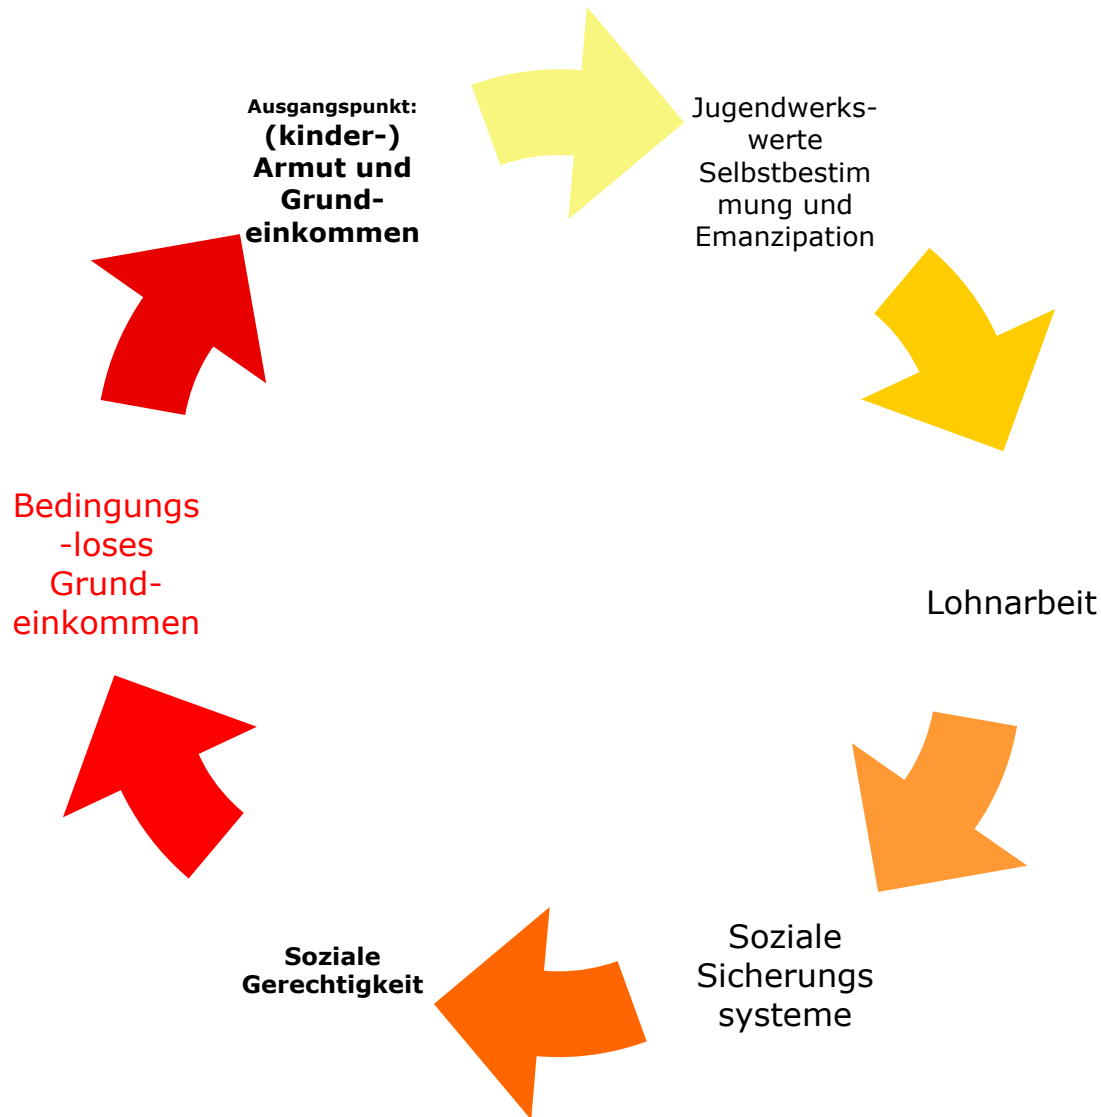 Ausgangspunkt:
(kinder-)
Armut und
Grund-
einkommen
Jugendwerks-
werte
Selbstbestim
mung und
Emanzipation
Lohnarbeit
Soziale
Sicherungs
systeme
Soziale
Gerechtigkeit
Bedingungs
-loses
Grund-
einkommen